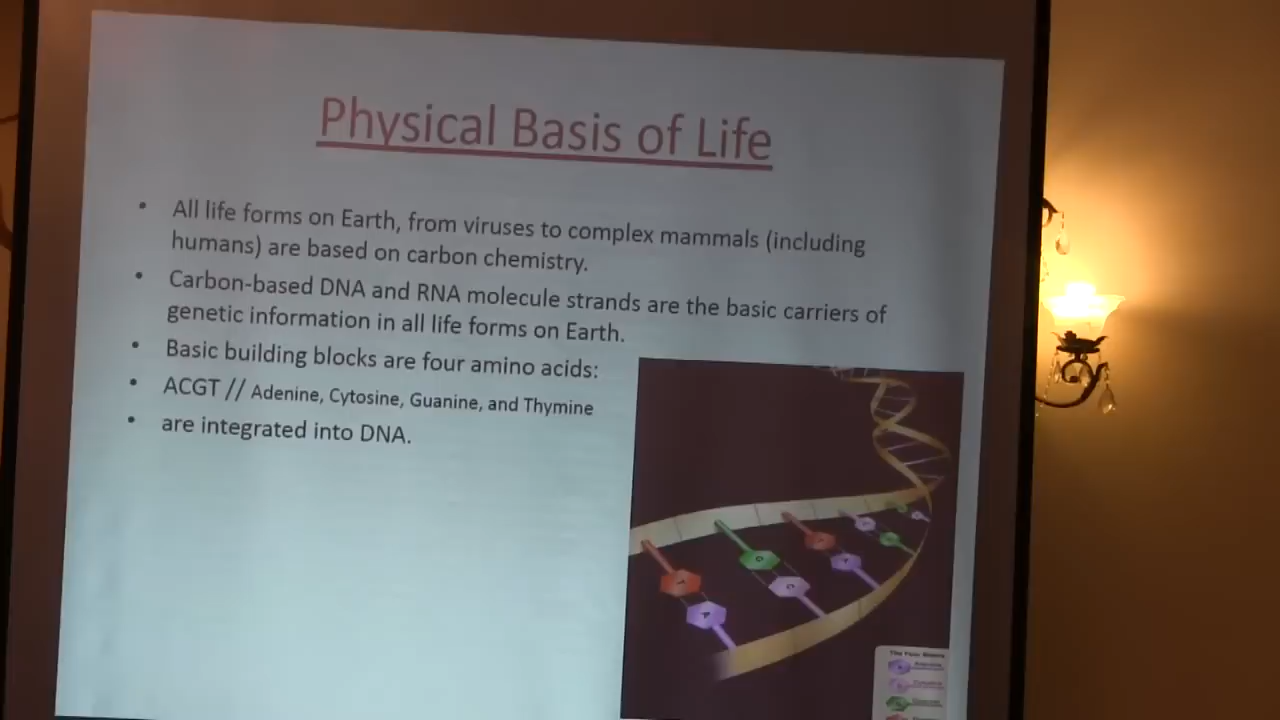 Physical Basis of Life
• All life forms on Earth, from viruses to complex mammals (including
humans) are based on carbon chemistry.
• Carbon-based DNA and RNA molecule strands are the basic carriers of
genetic information in all life forms on Earth.
• Basic building blocks are four amino acids:
• ACGT // Adenine, Cytosine, Guanine, and Thymine
• are integrated into DNA.